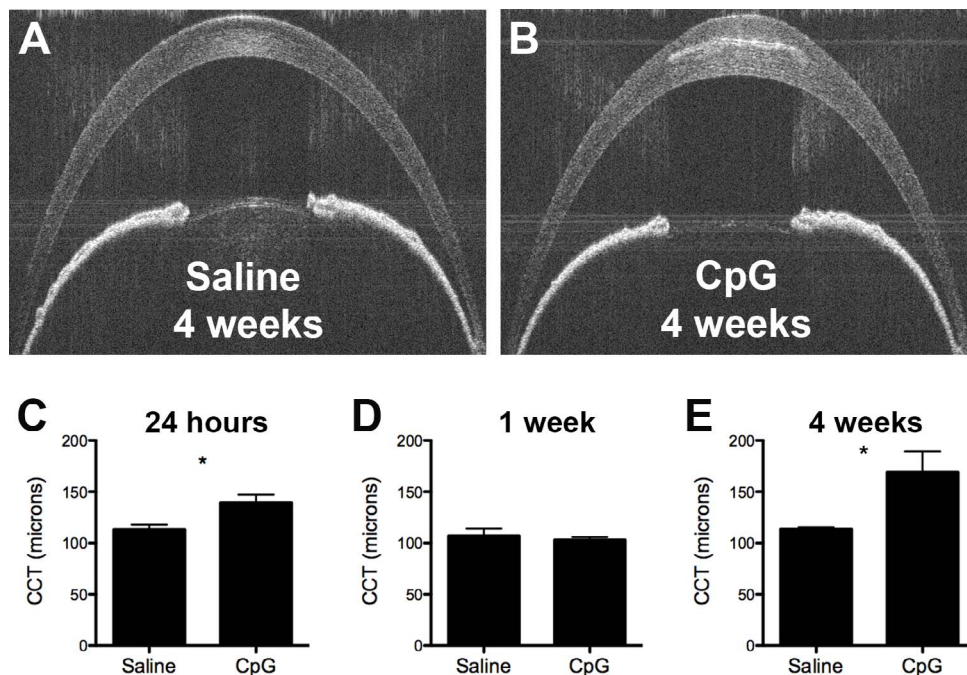 A
Saline
4 weeks
B
CpG
4 weeks
C
24 hours
CCT (microns)
200
150
100
50
0
*
Saline
CpG
D
1 week
CCT (microns)
200
150
100
50
0
Saline
CpG
E
4 weeks
CCT (microns)
200
150
100
50
0
*
Saline
CpG